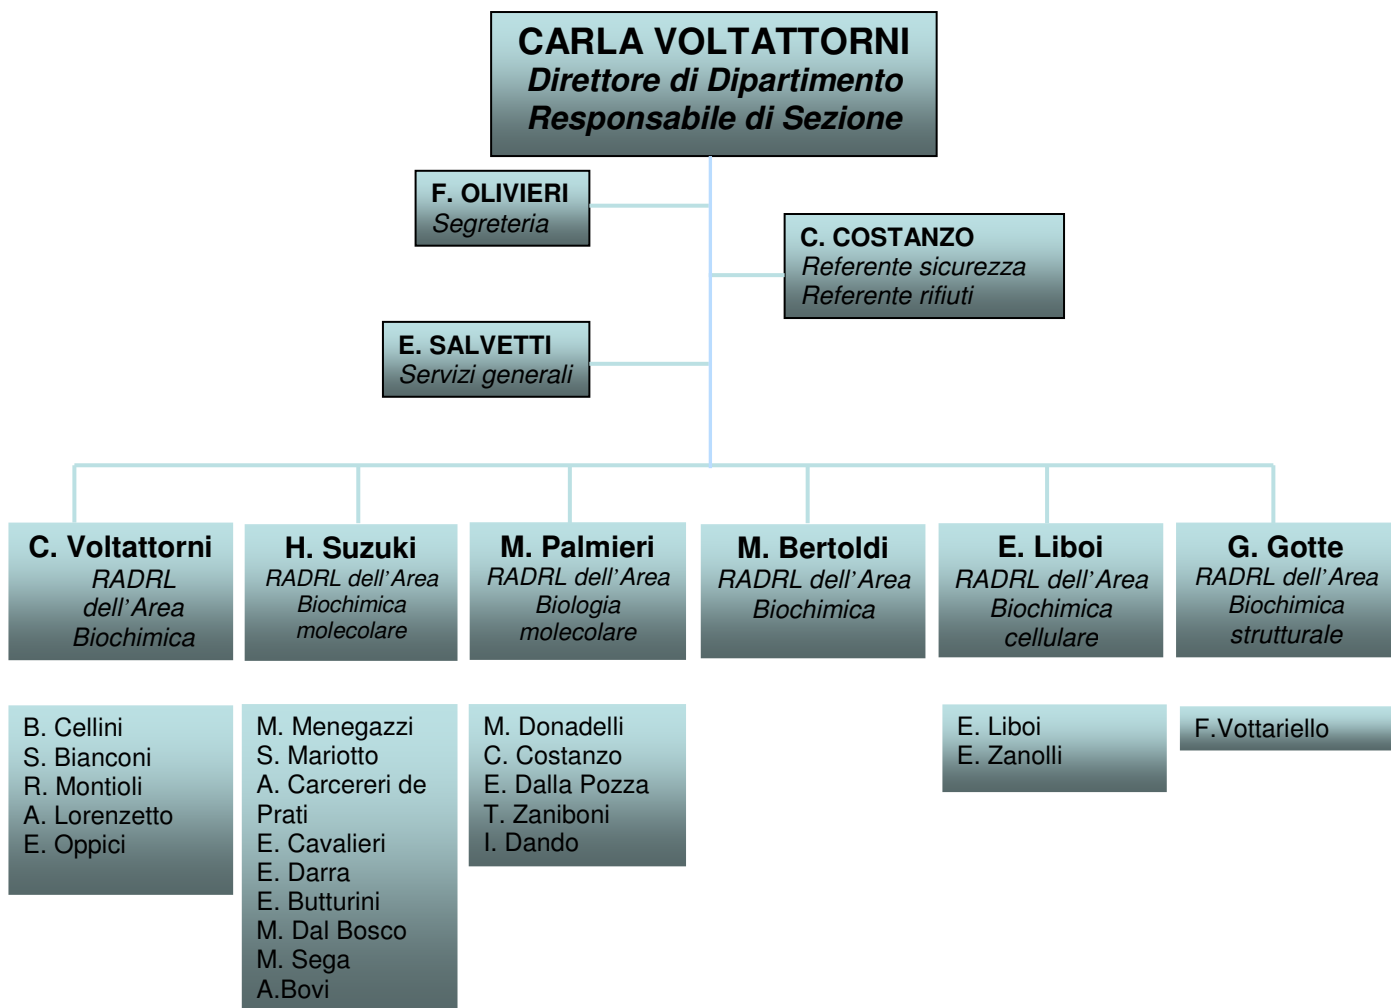 CARLA VOLTATTORNI
Direttore di Dipartimento
Responsabile di Sezione
F. OLIVIERI
Segreteria
C. COSTANZO
Referente sicurezza
Referente rifiuti
E. SALVETTI
Servizi generali
C. Voltattorni
RADRL
dell’Area
Biochimica
H. Suzuki
RADRL dell’Area
Biochimica
molecolare
M. Palmieri
RADRL dell’Area
Biologia
molecolare
M. Bertoldi
RADRL dell’Area
Biochimica
E. Liboi
RADRL dell’Area
Biochimica
cellulare
G. Gotte
RADRL dell’Area
Biochimica
strutturale
B. Cellini
S. Bianconi
R. Montioli
A. Lorenzetto
E. Oppici
M. Menegazzi
S. Mariotto
A. Carcereri de
Prati
E. Cavalieri
E. Darra
E. Butturini
M. Dal Bosco
M. Sega
A.Bovi
M. Donadelli
C. Costanzo
E. Dalla Pozza
T. Zaniboni
I. Dando
E. Liboi
E. Zanolli
F.Vottariello